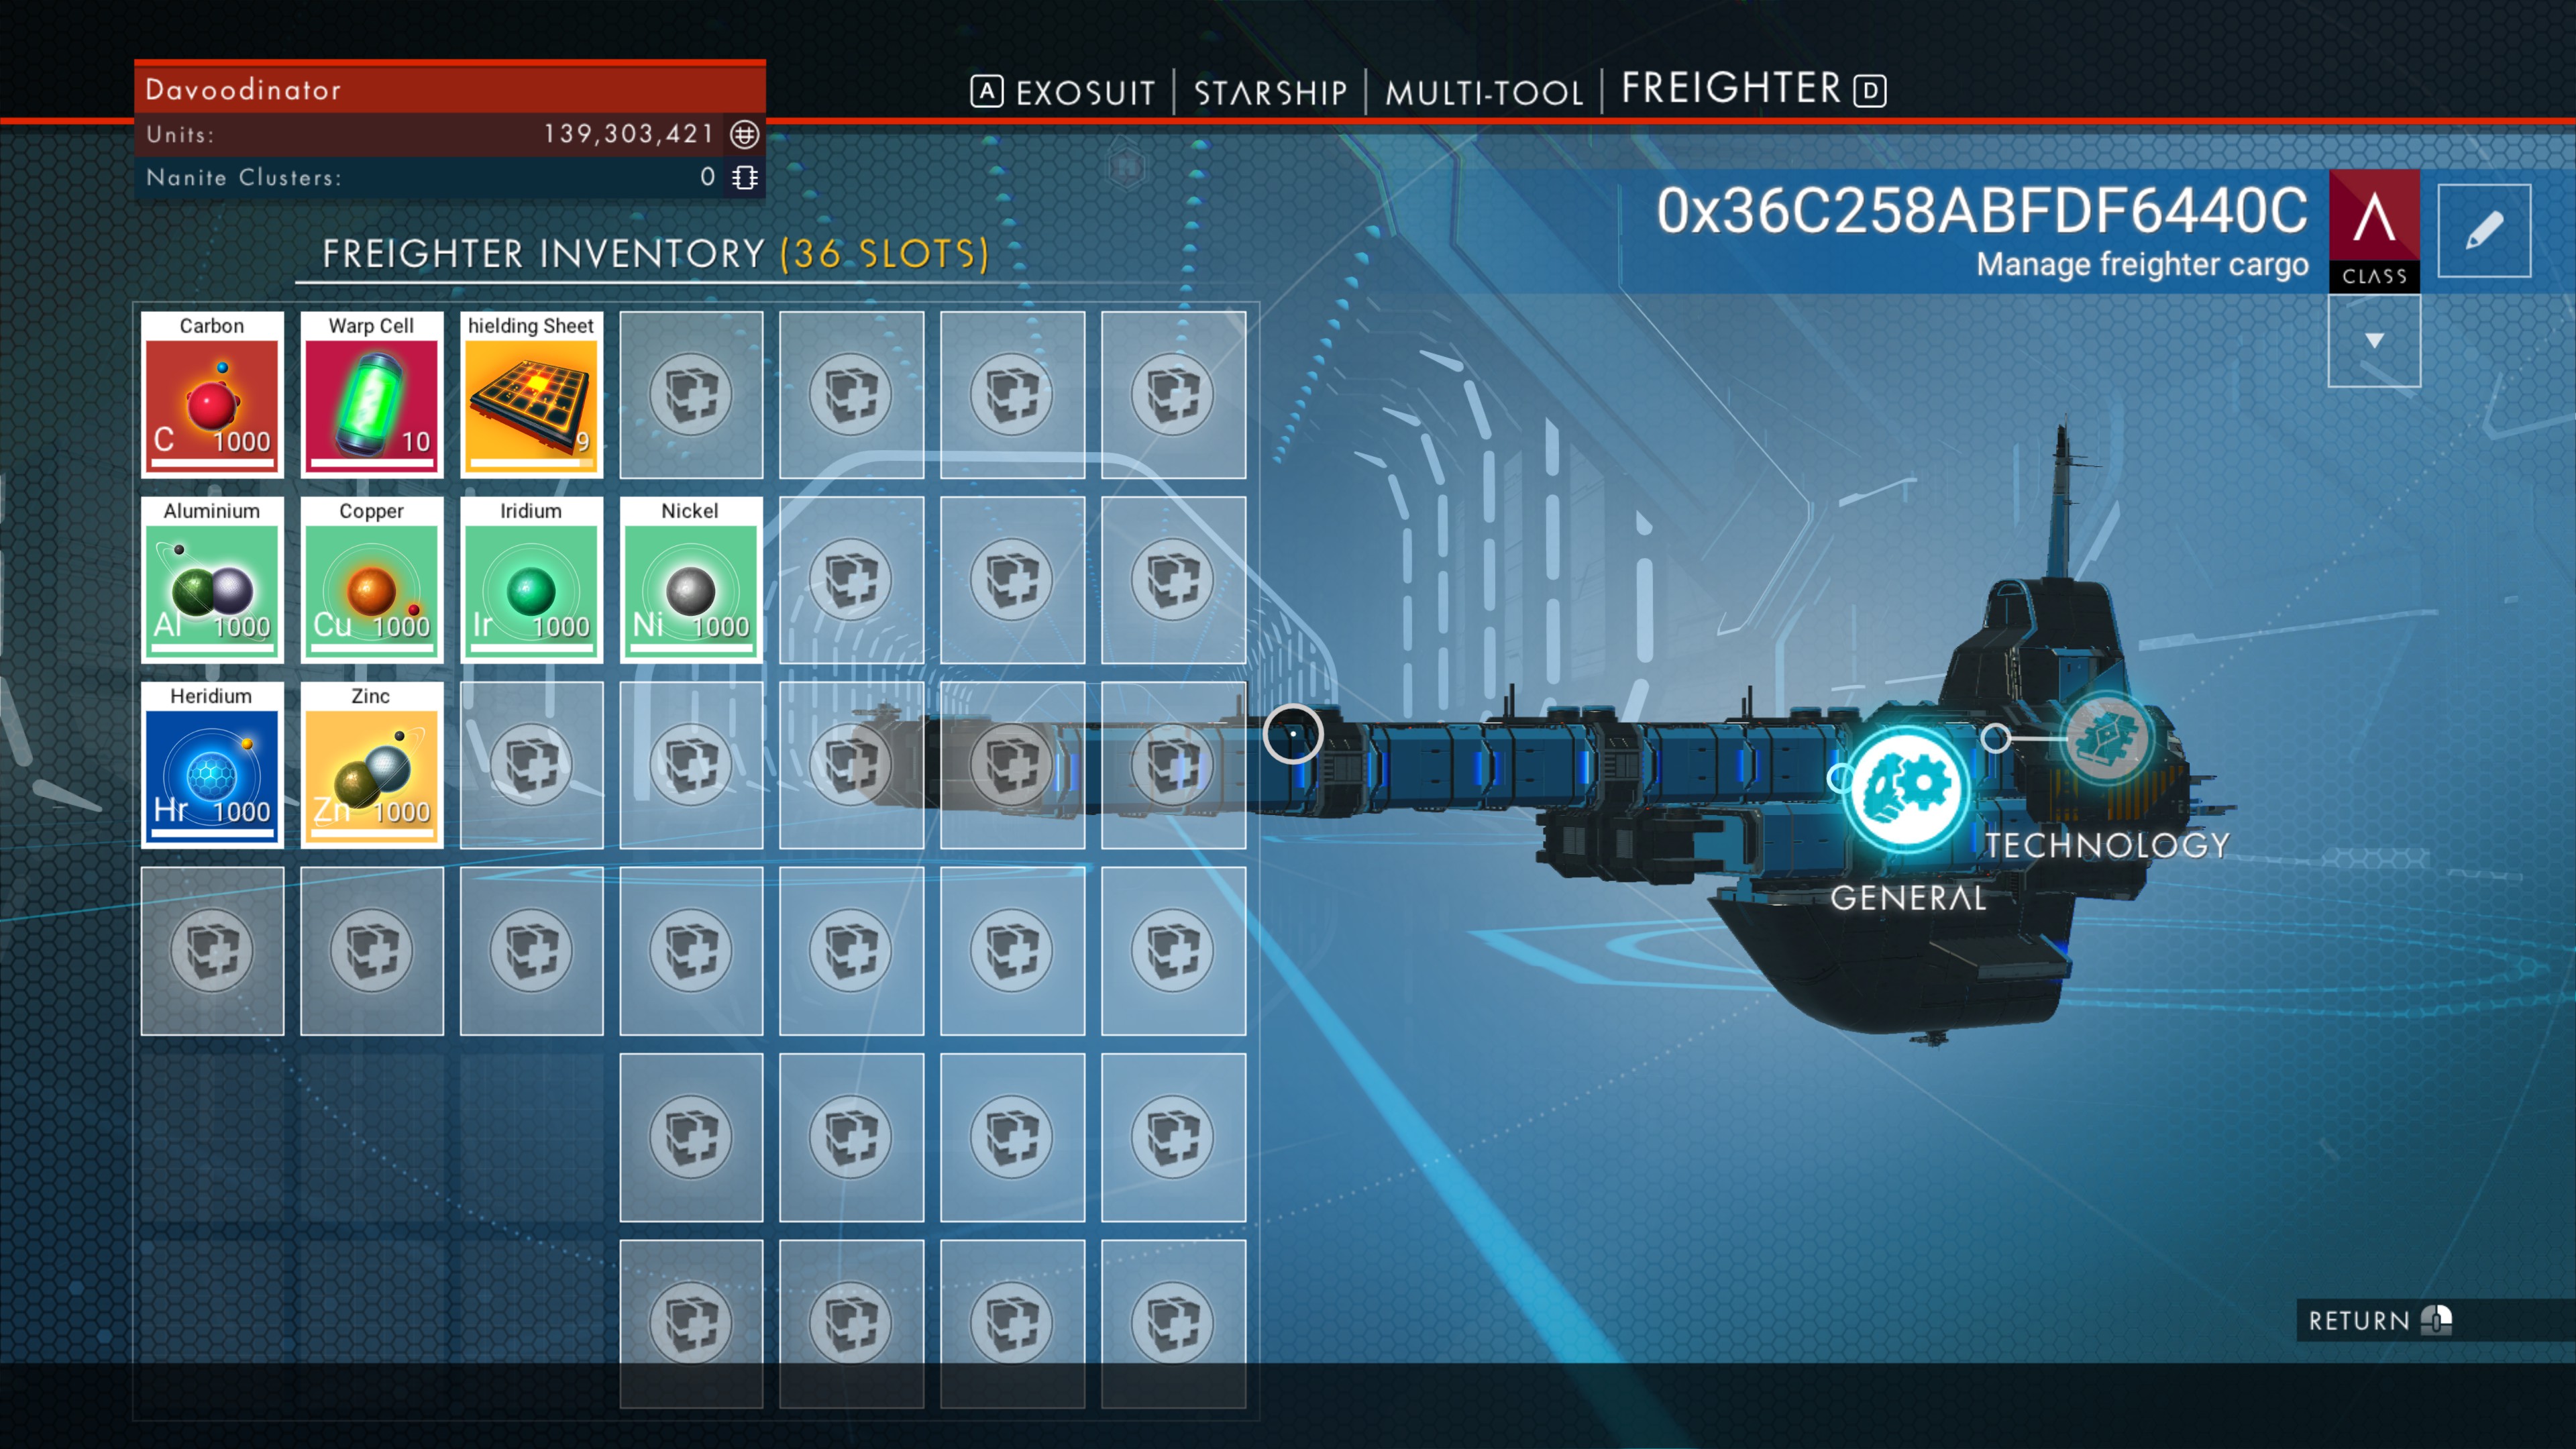 Davoodinator
Units: 139,303,421
Nanite Clusters: 0
A EXOSUIT STARSHIP MULTI-TOOL FREIGHTER D
0x36C258ABFDF6440C
Manage freighter cargo
A
CLASS
FREIGHTER INVENTORY (36 SLOTS)
Carbon
C 1000
Warp Cell
10
hielding Sheet
9
Aluminium
Al 1000
Copper
Cu 1000
Iridium
Ir 1000
Nickel
Ni 1000
Heridium
Hr 1000
Zinc
Zn 1000
TECHNOLOGY
GENERAL
RETURN